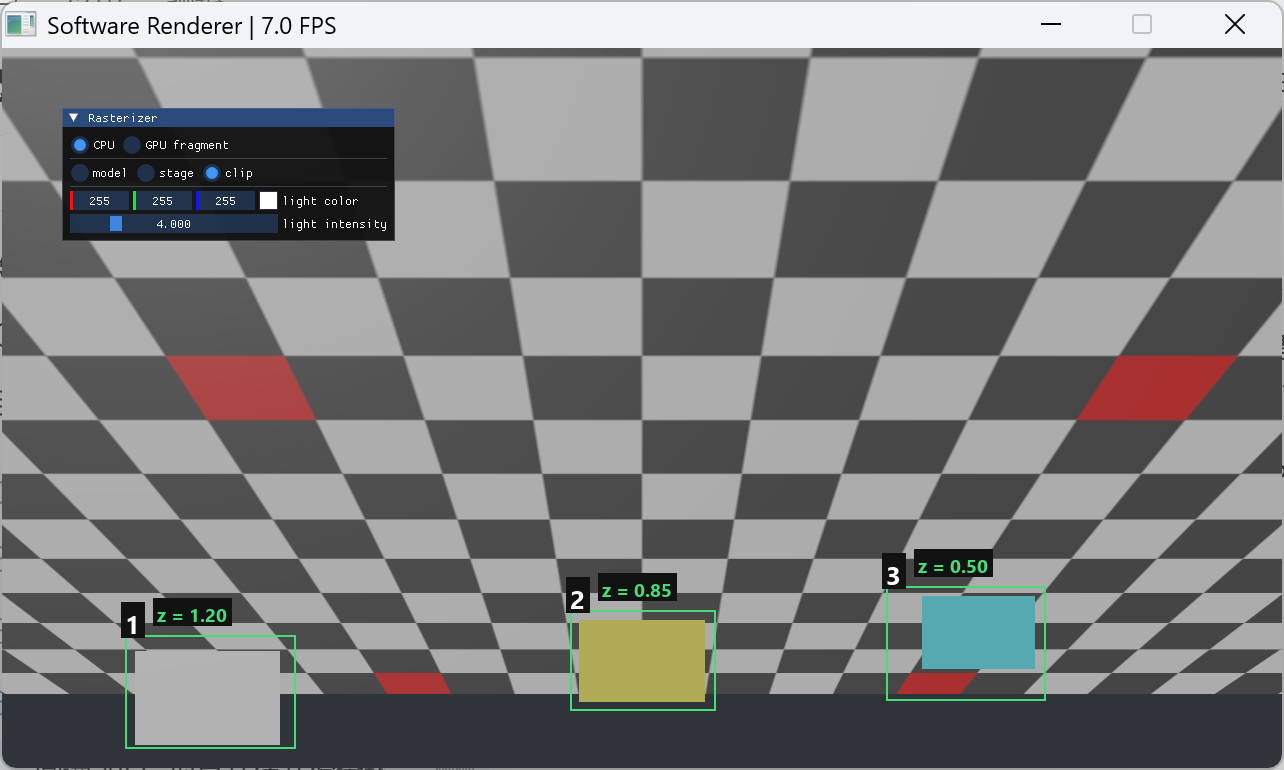 Software Renderer | 7.0 FPS
Rasterizer
CPU GPU fragment
model stage clip
255 255 255 light color
4.000 light intensity
3 z = 0.50
2 z = 0.85
1 z = 1.20